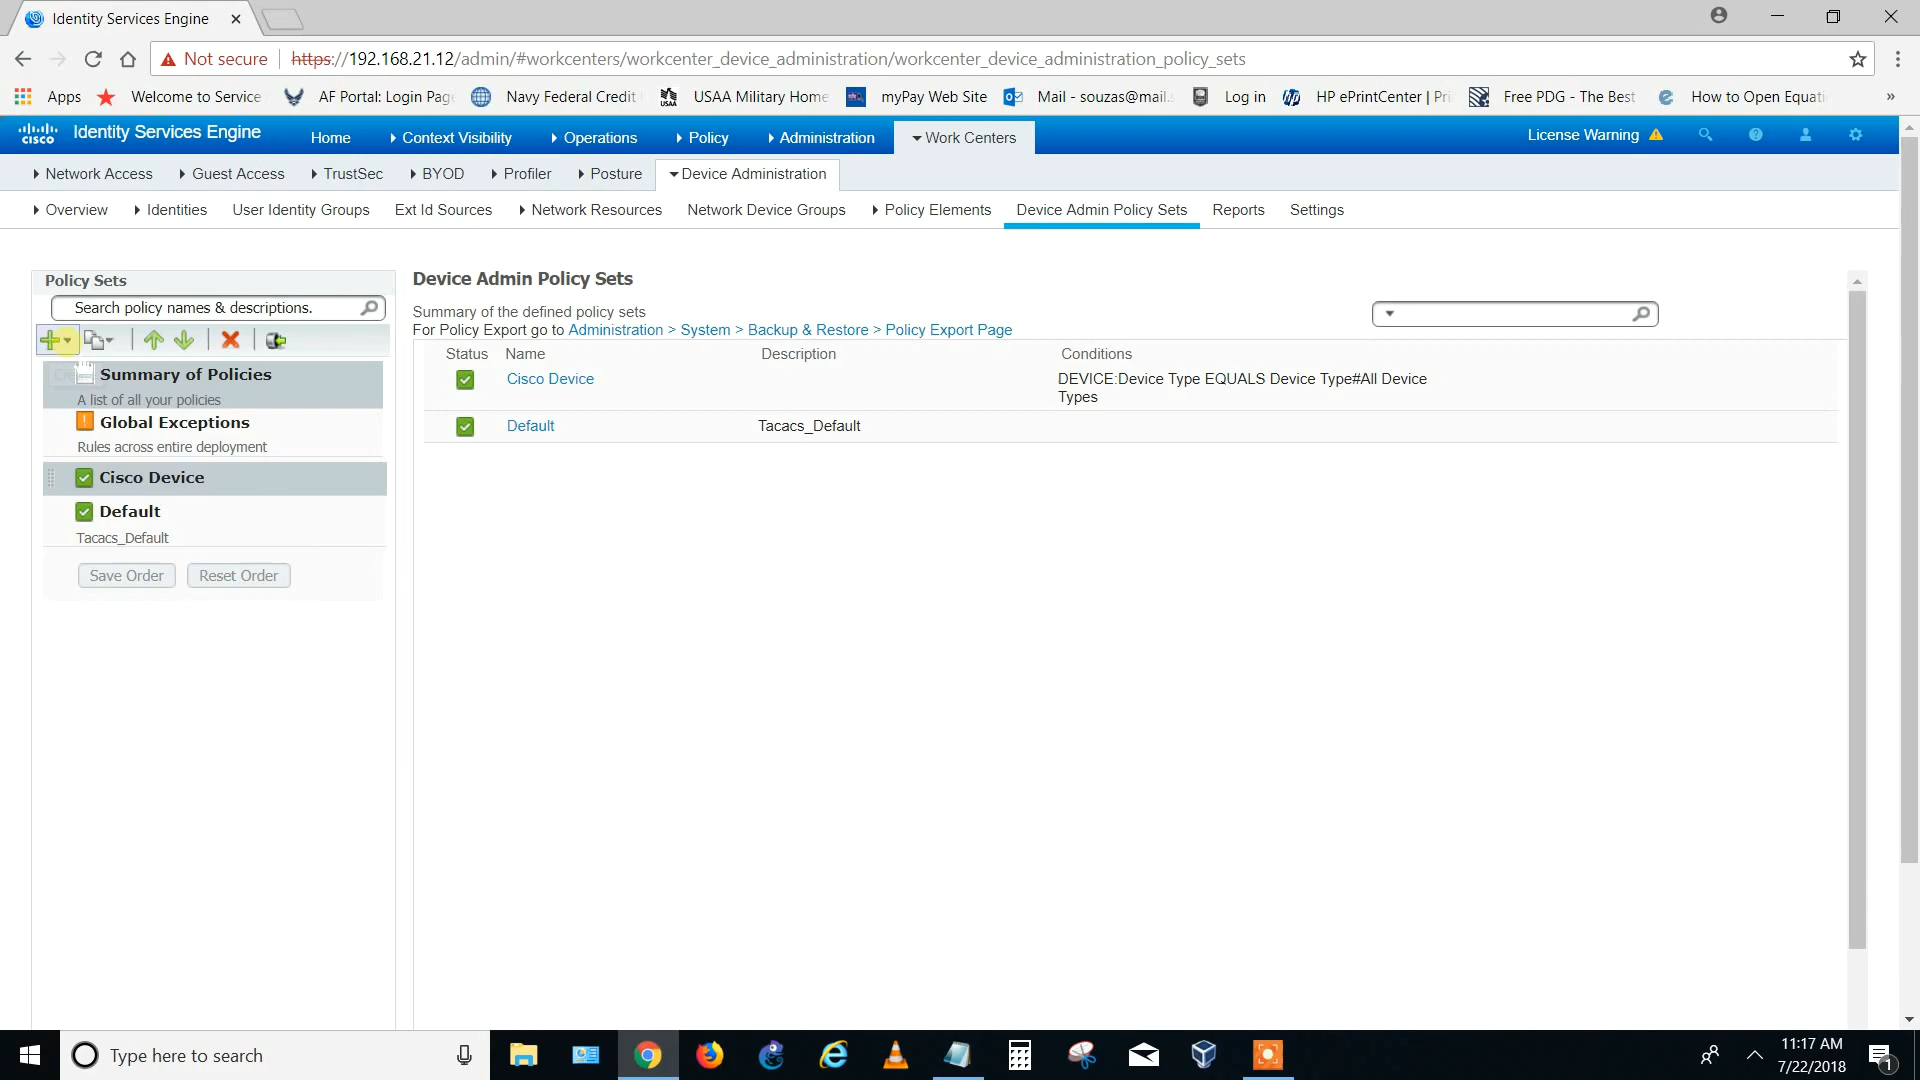 Identity Services Engine
Not secure https://192.168.21.12/admin/#workcenters/workcenter_device_administration/workcenter_device_administration_policy_sets
Apps Welcome to Service AF Portal: Login Page Navy Federal Credit USAA Military Home myPay Web Site Mail - souzas@mail. Log in HP ePrintCenter | Pri Free PDG - The Best How to Open Equati »
cisco Identity Services Engine Home Context Visibility Operations Policy Administration Work Centers License Warning
Network Access Guest Access TrustSec BYOD Profiler Posture Device Administration
Overview Identities User Identity Groups Ext Id Sources Network Resources Network Device Groups Policy Elements Device Admin Policy Sets Reports Settings
Policy Sets
Search policy names & descriptions.
Summary of Policies
A list of all your policies
Global Exceptions
Rules across entire deployment
Cisco Device
Default
Tacacs_Default
Save Order Reset Order
Device Admin Policy Sets
Summary of the defined policy sets
For Policy Export go to Administration > System > Backup & Restore > Policy Export Page
Status Name Description Conditions
Cisco Device DEVICE:Device Type EQUALS Device Type#All Device
Types
Default Tacacs_Default
Type here to search
11:17 AM
7/22/2018
1